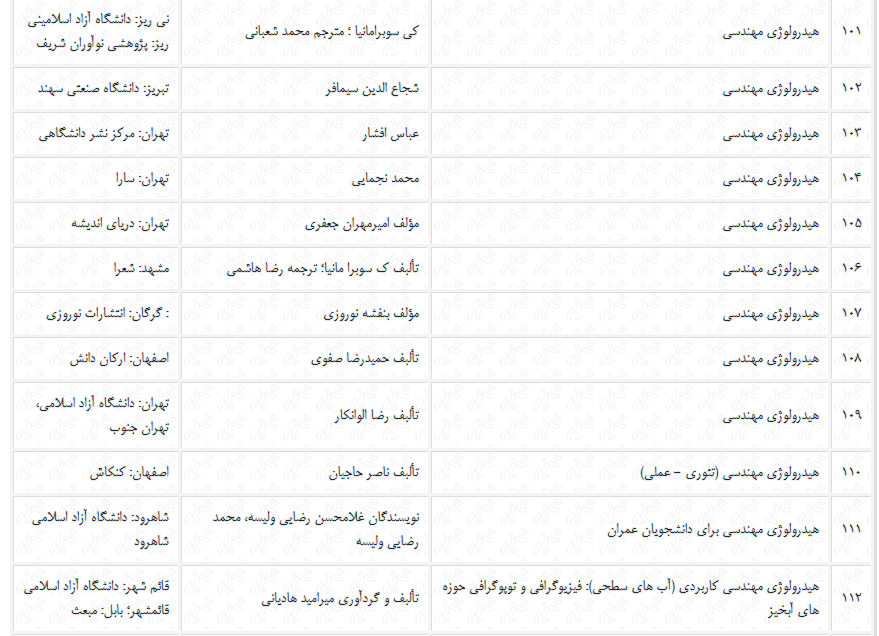 ۱۰۱ هیدرولوژی مهندسی کی سوبرامانیا ؛ مترجم محمد شعبانی نی ریز: دانشگاه آزاد اسلامینی
ریز: پژوهشی نوآوران شریف
۱۰۲ هیدرولوژی مهندسی شجاع الدین سیمافر تبریز: دانشگاه صنعتی سهند
۱۰۳ هیدرولوژی مهندسی عباس افشار تهران: مرکز نشر دانشگاهی
۱۰۴ هیدرولوژی مهندسی محمد نجمایی تهران: سارا
۱۰۵ هیدرولوژی مهندسی مؤلف امیرمهران جعفری تهران: دریای اندیشه
۱۰۶ هیدرولوژی مهندسی تألیف ک سوبرا مانیا؛ ترجمه رضا هاشمی مشهد: شعرا
۱۰۷ هیدرولوژی مهندسی مؤلف بنفشه نوروزی : گرگان: انتشارات نوروزی
۱۰۸ هیدرولوژی مهندسی تألیف حمیدرضا صفوی اصفهان: ارکان دانش
۱۰۹ هیدرولوژی مهندسی تألیف رضا الوانکار تهران: دانشگاه آزاد اسلامی،
تهران جنوب
۱۱۰ هیدرولوژی مهندسی (تئوری - عملی) تألیف ناصر حاجیان اصفهان: کنکاش
۱۱۱ هیدرولوژی مهندسی برای دانشجویان عمران نویسندگان غلامحسن رضایی ولیسه، محمد شاهرود: دانشگاه آزاد اسلامی
رضایی ولیسه شاهرود
۱۱۲ هیدرولوژی مهندسی کاربردی (آب های سطحی): فیزیوگرافی و توپوگرافی حوزه تألیف و گردآوری میرامید هادیانی قائم شهر: دانشگاه آزاد اسلامی
های آبخیز قائمشهر؛ بابل: مبعث